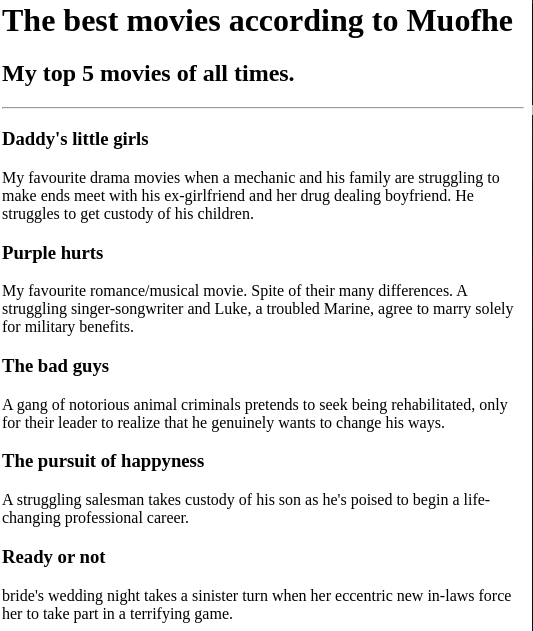 The best movies according to Muofhe
My top 5 movies of all times.
Daddy's little girls
My favourite drama movies when a mechanic and his family are struggling to
make ends meet with his ex-girlfriend and her drug dealing boyfriend. He
struggles to get custody of his children.
Purple hurts
My favourite romance/musical movie. Spite of their many differences. A
struggling singer-songwriter and Luke, a troubled Marine, agree to marry solely
for military benefits.
The bad guys
A gang of notorious animal criminals pretends to seek being rehabilitated, only
for their leader to realize that he genuinely wants to change his ways.
The pursuit of happyness
A struggling salesman takes custody of his son as he's poised to begin a life-
changing professional career.
Ready or not
bride's wedding night takes a sinister turn when her eccentric new in-laws force
her to take part in a terrifying game.